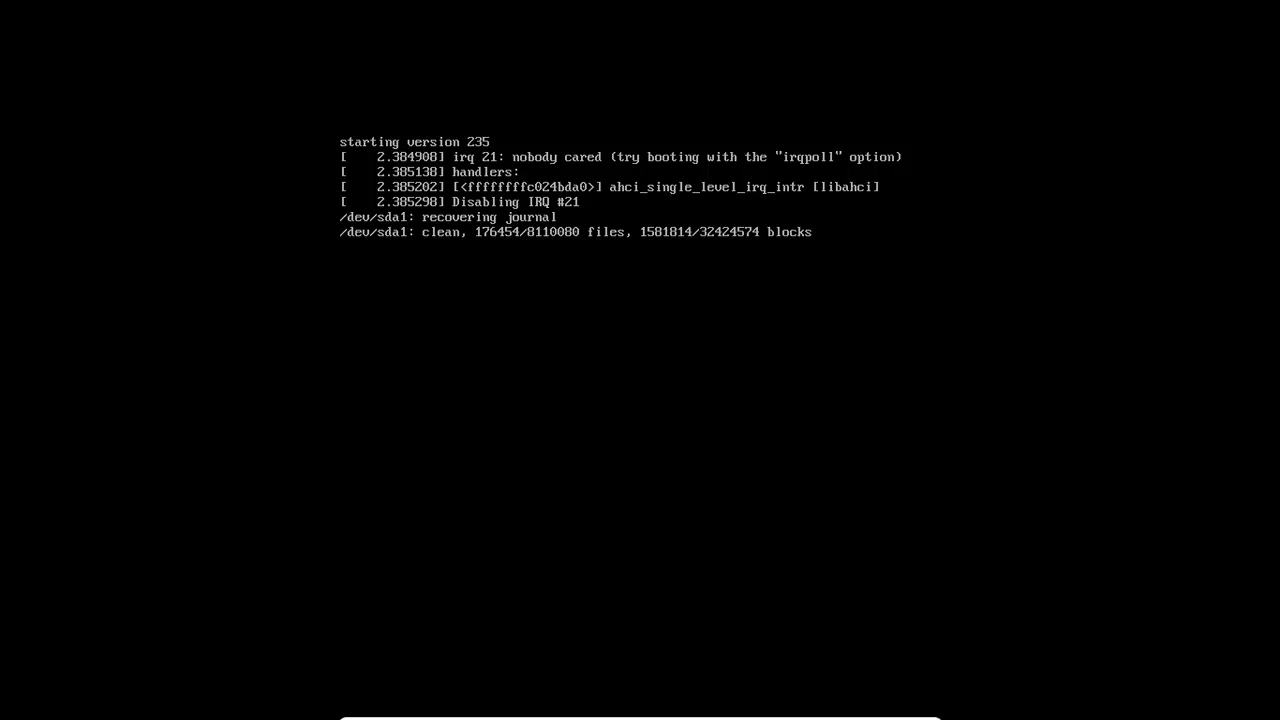 starting version 235
[    2.384908] irq 21: nobody cared (try booting with the "irqpoll" option)
[    2.385138] handlers:
[    2.385202] [<ffffffffc024bda0>] ahci_single_level_irq_intr [libahci]
[    2.385298] Disabling IRQ #21
/dev/sda1: recovering journal
/dev/sda1: clean, 176454/8110080 files, 1581814/32424574 blocks